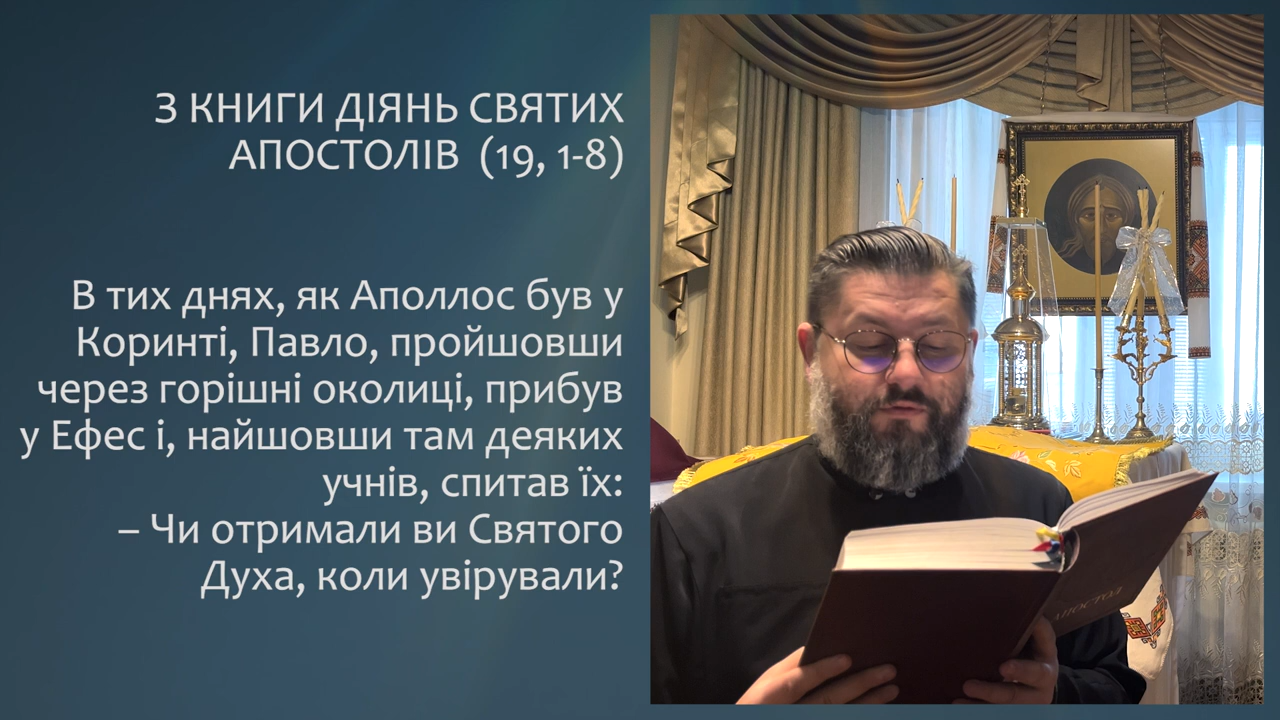 З КНИГИ ДІЯНЬ СВЯТИХ
АПОСТОЛІВ (19, 1-8)
В тих днях, як Аполлос був у
Коринті, Павло, пройшовши
через горішні околиці, прибув
у Ефес і, найшовши там деяких
учнів, спитав їх:
– Чи отримали ви Святого
Духа, коли увірували?
АПОСТОЛ